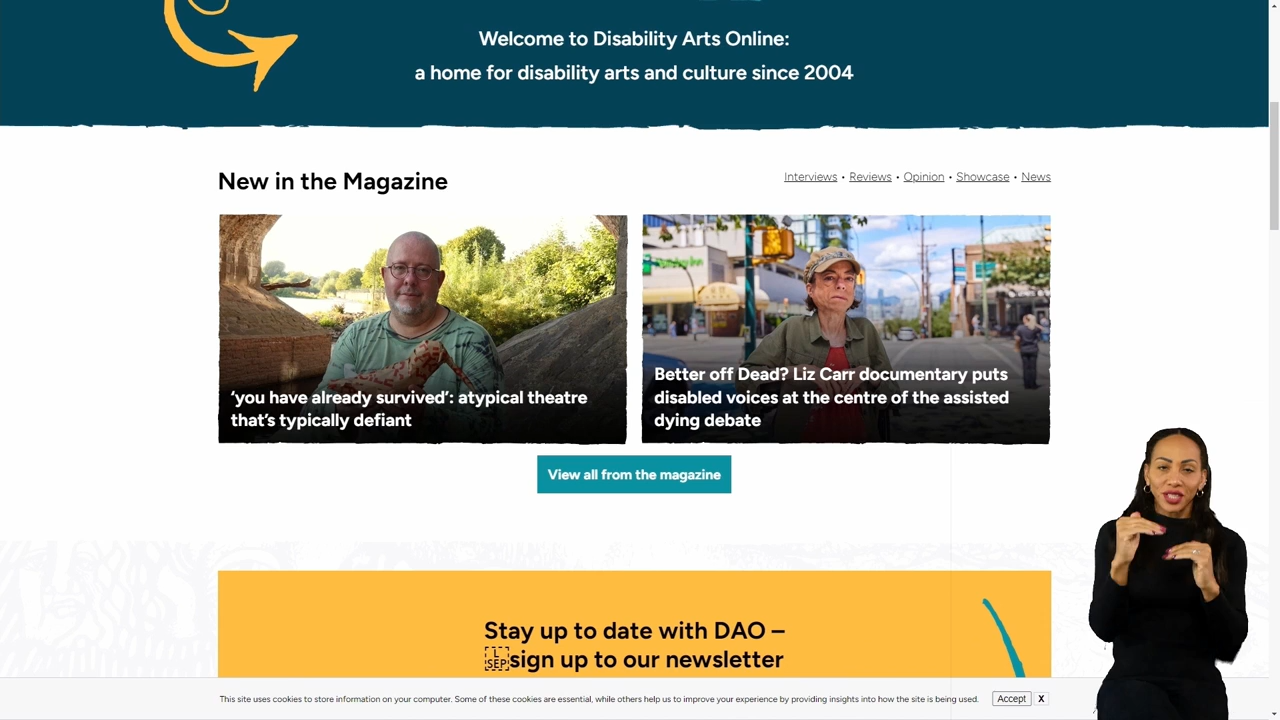 Welcome to Disability Arts Online:
a home for disability arts and culture since 2004
New in the Magazine
Interviews • Reviews • Opinion • Showcase • News
‘you have already survived’: atypical theatre
that’s typically defiant
Better off Dead? Liz Carr documentary puts
disabled voices at the centre of the assisted
dying debate
View all from the magazine
Stay up to date with DAO –
L SEP sign up to our newsletter
This site uses cookies to store information on your computer. Some of these cookies are essential, while others help us to improve your experience by providing insights into how the site is being used.
Accept X